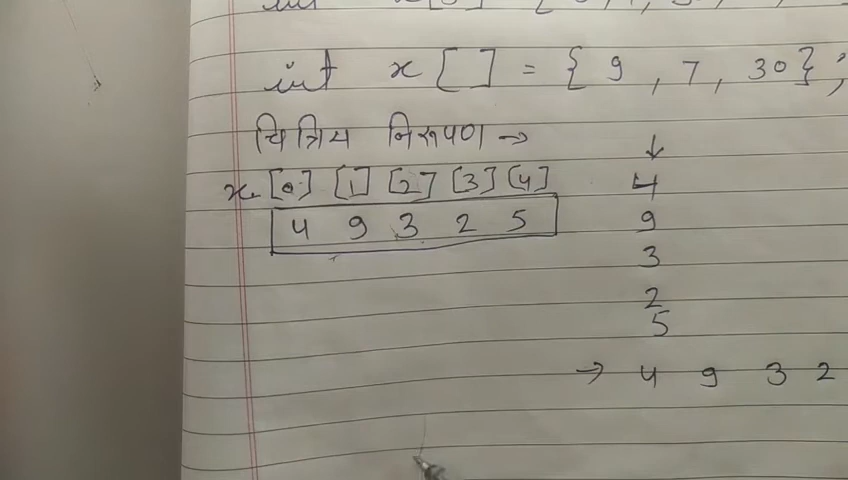 int x[ ] = { 9 , 7 , 30 } ;
चित्रिय निरूपण →
x [0] [1] [2] [3] [4]
4 9 3 2 5
↓
4
9
3
2
5
→ 4 9 3 2